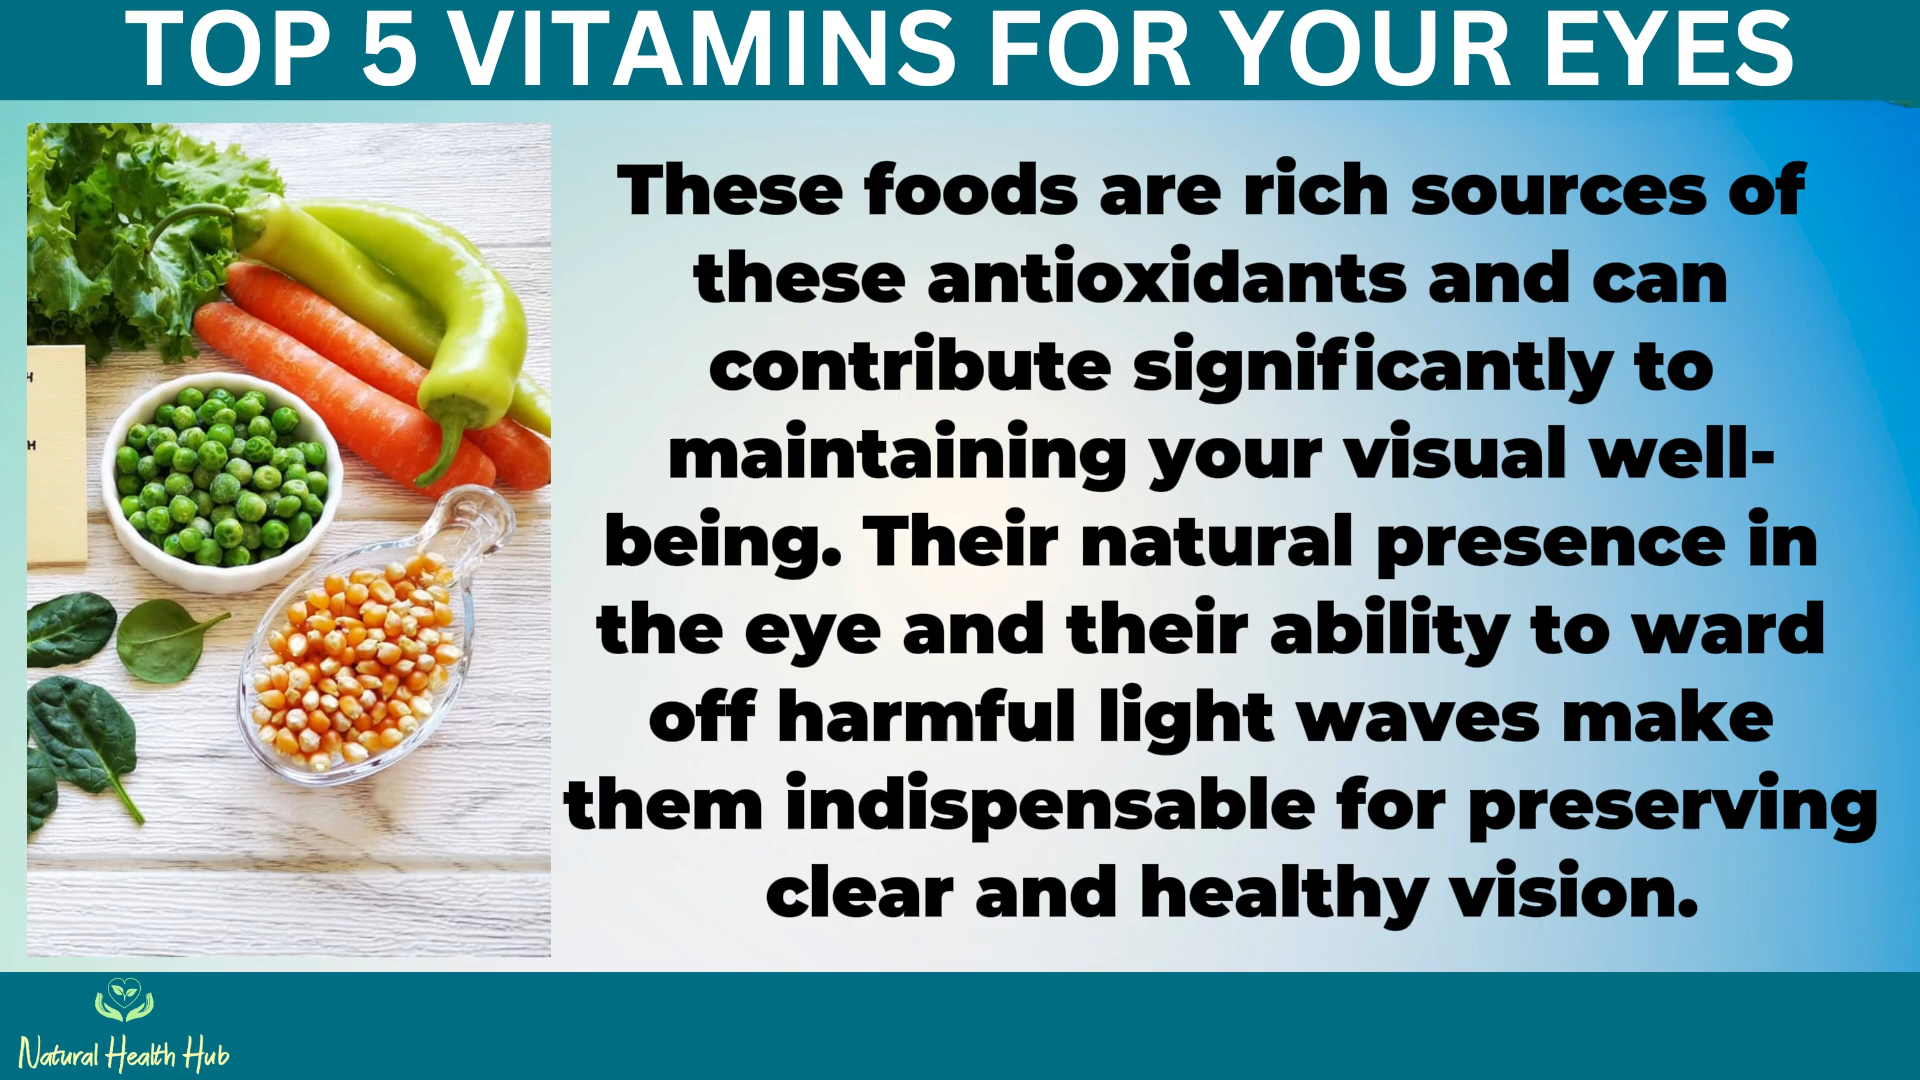 TOP 5 VITAMINS FOR YOUR EYES
These foods are rich sources of
these antioxidants and can
contribute significantly to
maintaining your visual well-
being. Their natural presence in
the eye and their ability to ward
off harmful light waves make
them indispensable for preserving
clear and healthy vision.
Natural Health Hub